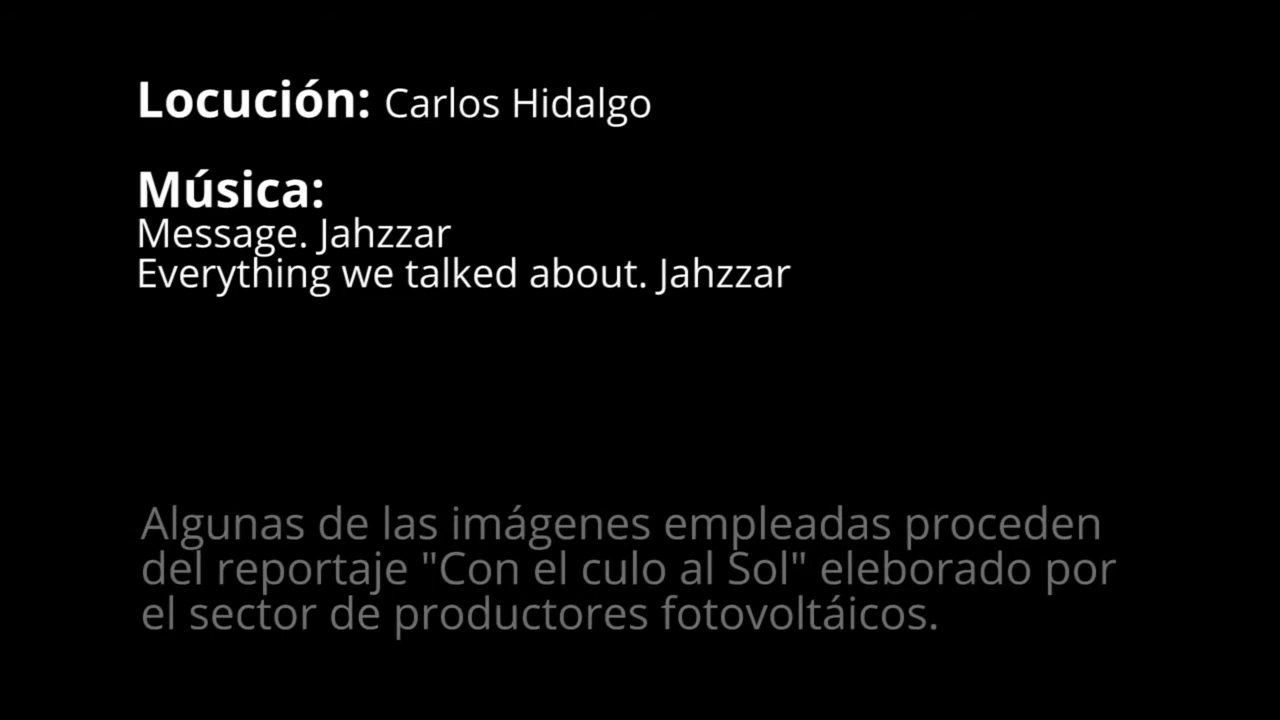 Locución: Carlos Hidalgo
Música:
Message. Jahzzar
Everything we talked about. Jahzzar
Algunas de las imágenes empleadas proceden
del reportaje "Con el culo al Sol" eleborado por
el sector de productores fotovoltáicos.